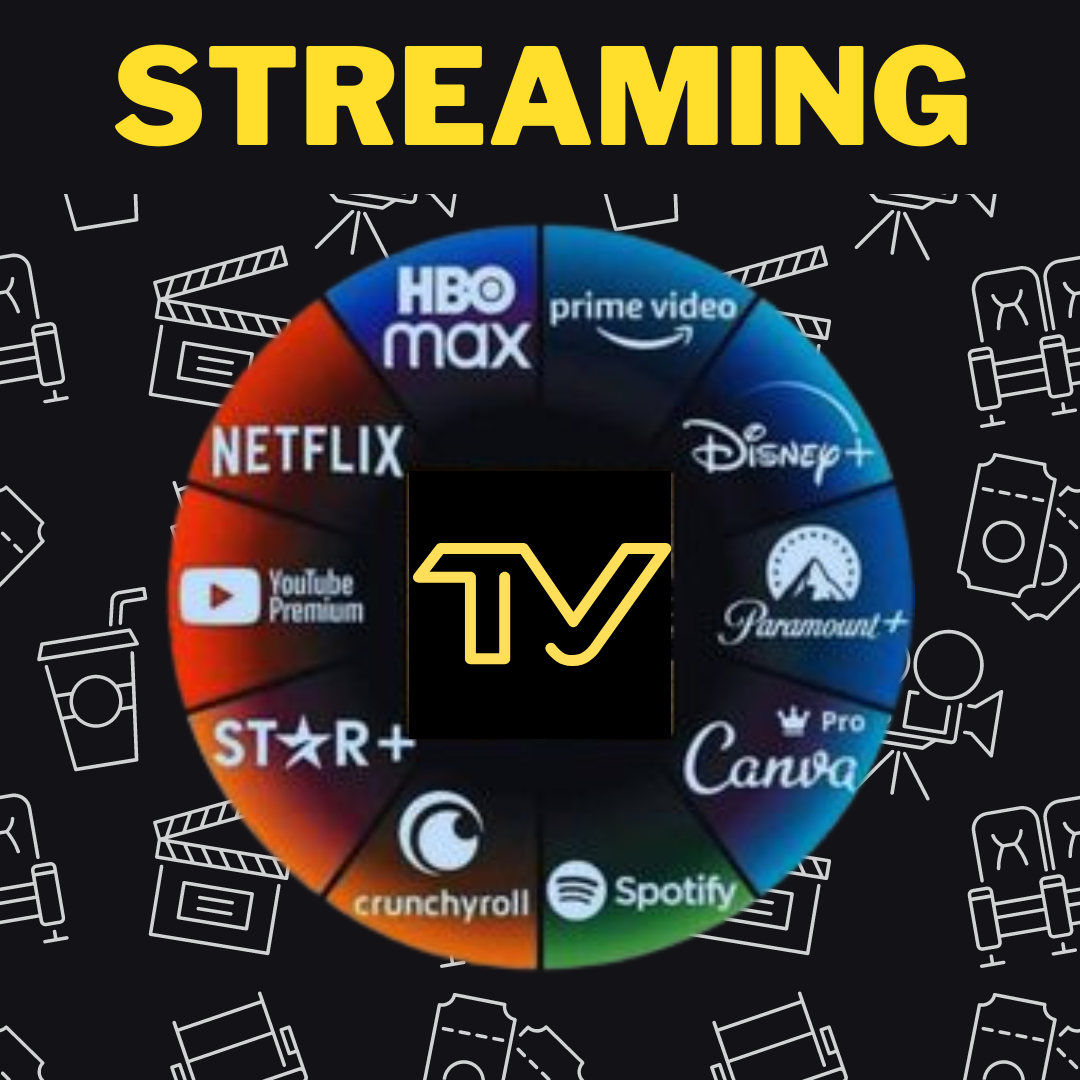 STREAMING
HBO
max
prime video
NETFLIX
Disney+
TV
YouTube
Premium
Paramount+
ST★R+
Pro
Canva
crunchyroll
Spotify